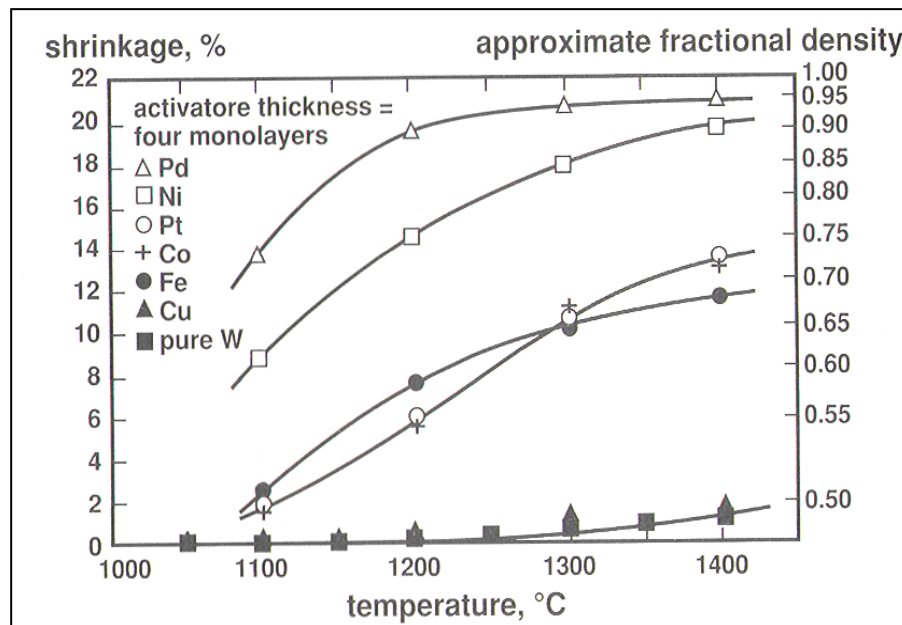 shrinkage, %
approximate fractional density
22
20
18
16
14
12
10
8
6
4
2
0
activatore thickness =
four monolayers
Pd
Ni
Pt
Co
Fe
Cu
pure W
1.00
0.95
0.90
0.85
0.80
0.75
0.70
0.65
0.60
0.55
0.50
1000 1100 1200 1300 1400
temperature, °C